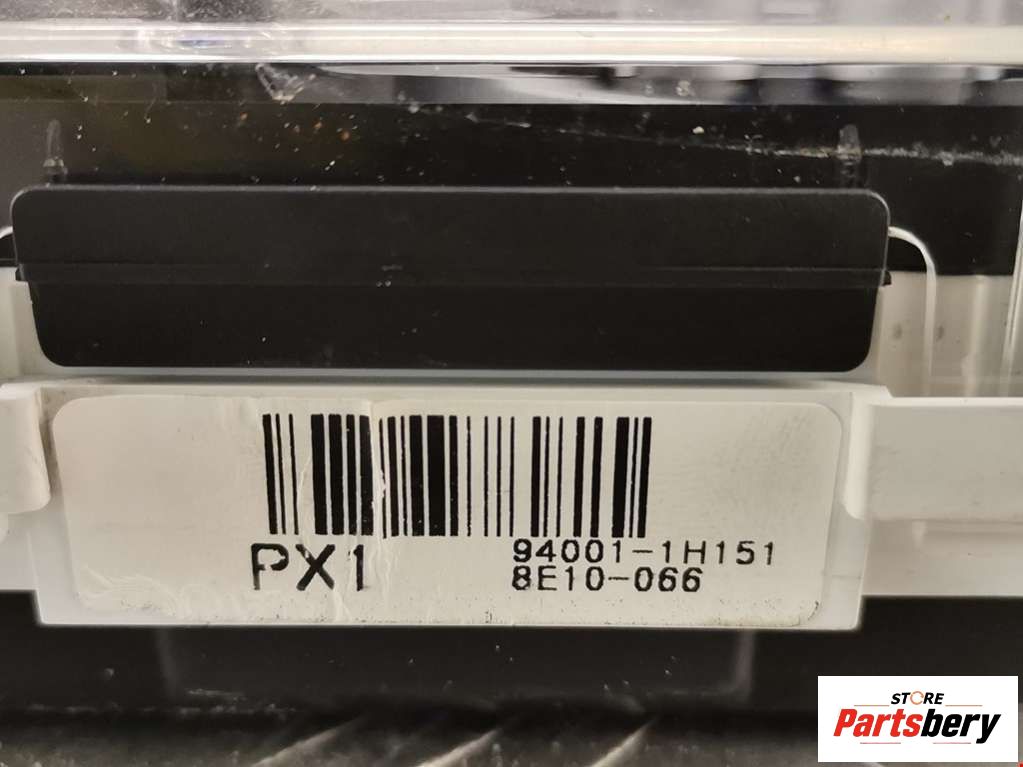 PX1
94001-1H151
8E10-066
STORE
Partsbery